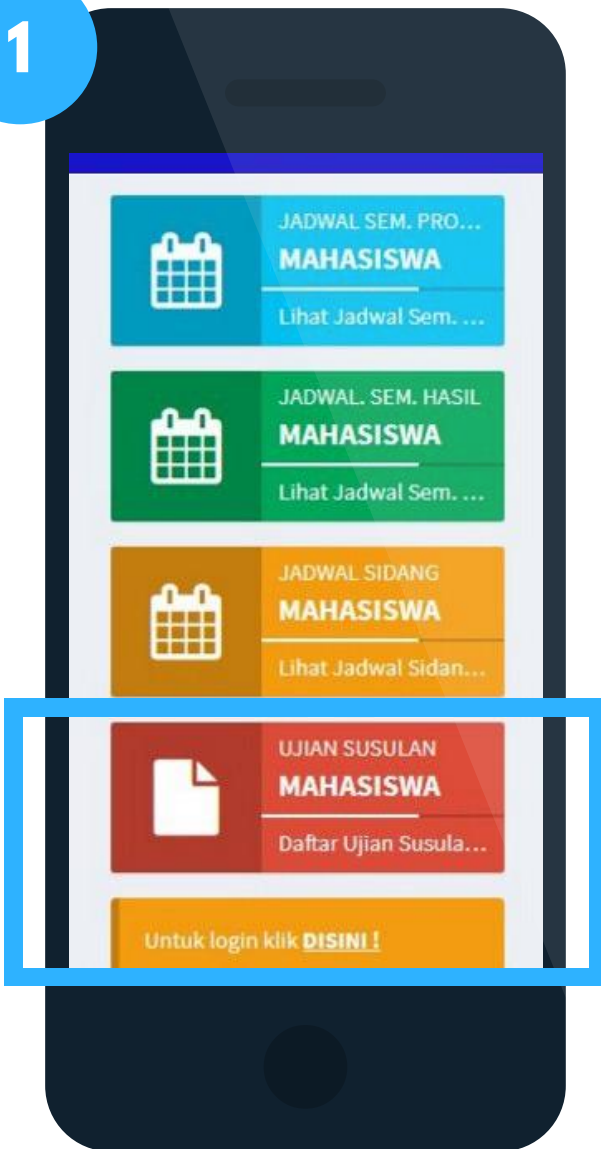 1
JADWAL SEM. PRO...
MAHASISWA
Lihat Jadwal Sem. ...
JADWAL. SEM. HASIL
MAHASISWA
Lihat Jadwal Sem. ...
JADWAL SIDANG
MAHASISWA
Lihat Jadwal Sidan...
UJIAN SUSULAN
MAHASISWA
Daftar Ujian Susula...
Untuk login klik DISINI !